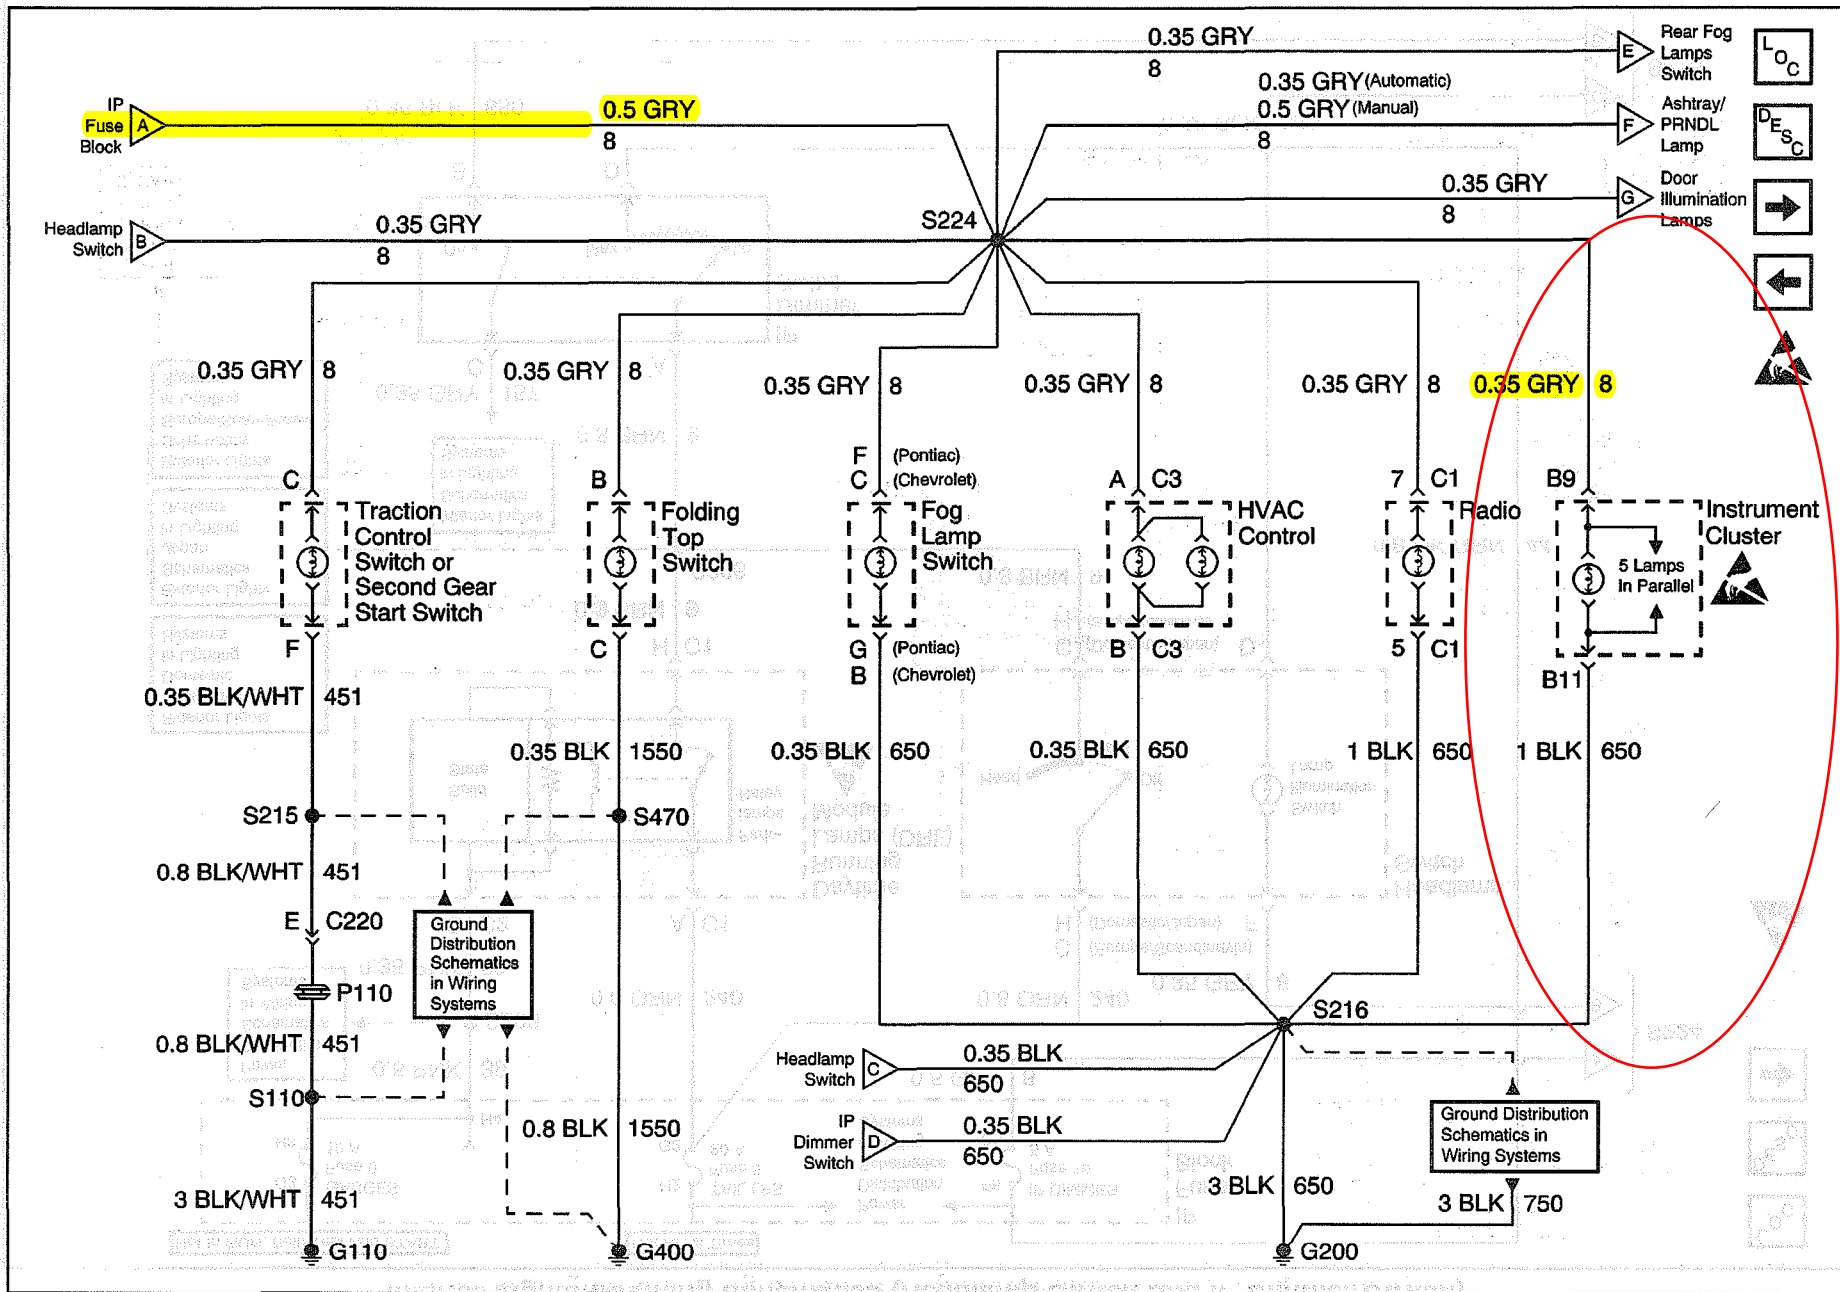 0.35 GRY
8
E
Rear Fog
Lamps
Switch
LOC
0.35 GRY (Automatic)
0.5 GRY (Manual)
8
F
Ashtray/
PRNDL
Lamp
DESC
IP
Fuse
Block
A
0.5 GRY
8
0.35 GRY
8
G
Door
Illumination
Lamps
Headlamp
Switch
B
0.35 GRY
8
S224
0.35 GRY 8
0.35 GRY 8
0.35 GRY 8
0.35 GRY 8
0.35 GRY 8
0.35 GRY 8
C
B
F (Pontiac)
C (Chevrolet)
A C3
7 C1
B9
Traction
Control
Switch or
Second Gear
Start Switch
Folding
Top
Switch
Fog
Lamp
Switch
HVAC
Control
Radio
5 Lamps
In Parallel
Instrument
Cluster
F
C
G (Pontiac)
B (Chevrolet)
B C3
5 C1
B11
0.35 BLK/WHT 451
0.35 BLK 1550
0.35 BLK 650
0.35 BLK 650
1 BLK 650
1 BLK 650
S215
S470
0.8 BLK/WHT 451
E C220
Ground
Distribution
Schematics
in Wiring
Systems
P110
0.8 BLK/WHT 451
S110
S216
Headlamp
Switch
C
0.35 BLK
650
IP
Dimmer
Switch
D
0.35 BLK
650
0.8 BLK 1550
Ground Distribution
Schematics in
Wiring Systems
3 BLK/WHT 451
3 BLK 650
3 BLK 750
G110
G400
G200